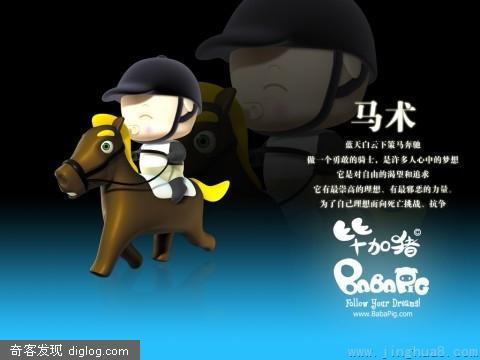 马术
蓝天白云下策马奔驰
做一个勇敢的骑士，是许多人心中的梦想
它是对自由的渴望和追求
它有最崇高的理想、有最邪恶的力量。
为了自己理想而向死亡挑战、抗争
©
BaBaPiG
Follow Your Dreams!
www.BabaPig.com
奇客发现 diglog.com
www.jinghua8.com